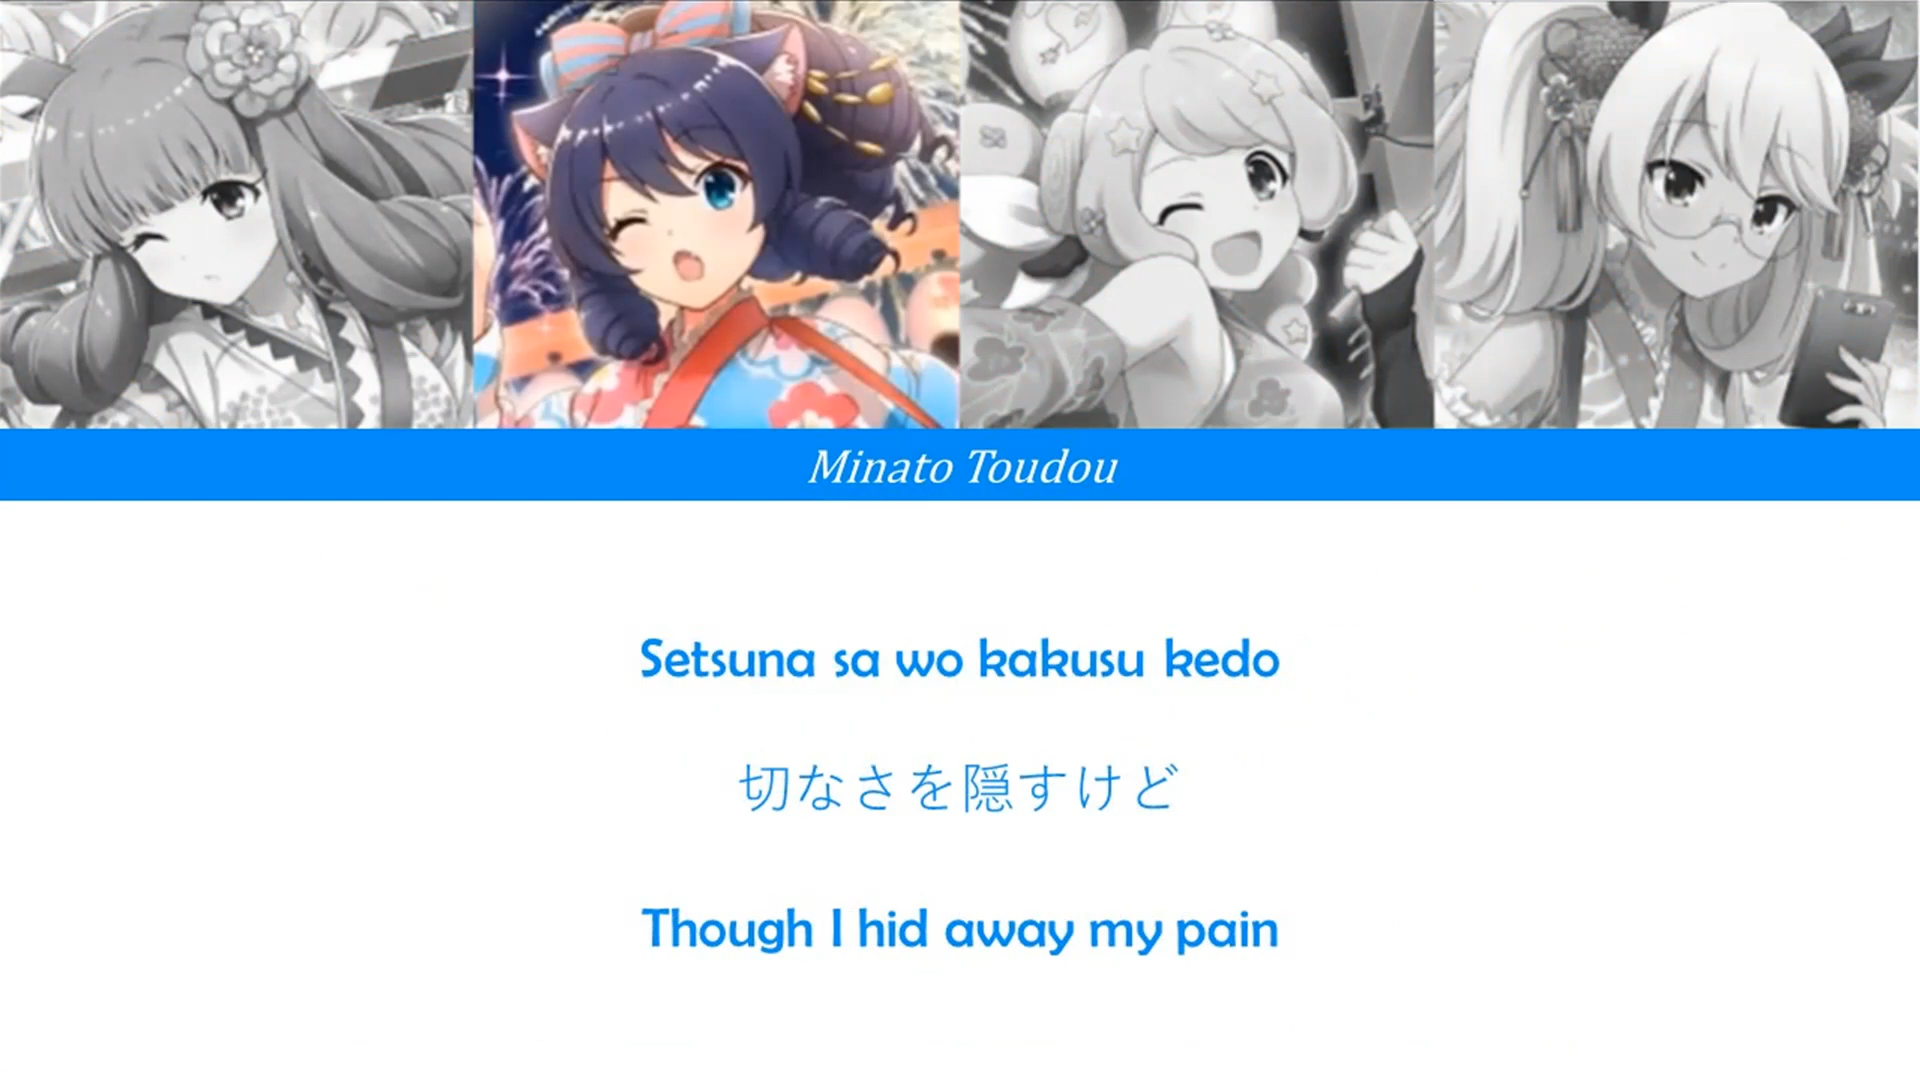 Minato Toudou
Setsuna sa wo kakusu kedo
切なさを隠すけど
Though I hid away my pain